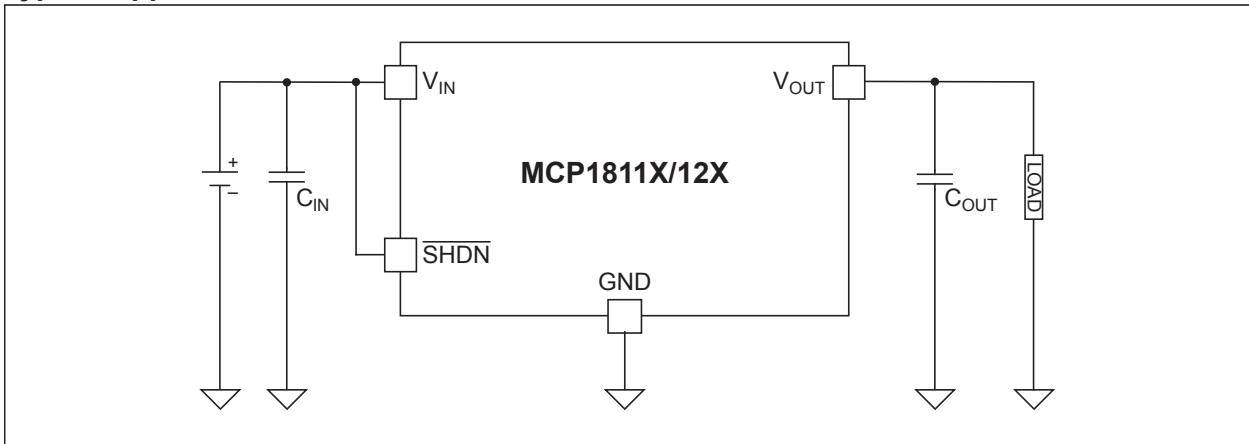 V_IN
V_OUT
MCP1811X/12X
+
–
C_IN
C_OUT
LOAD
SHDN
GND